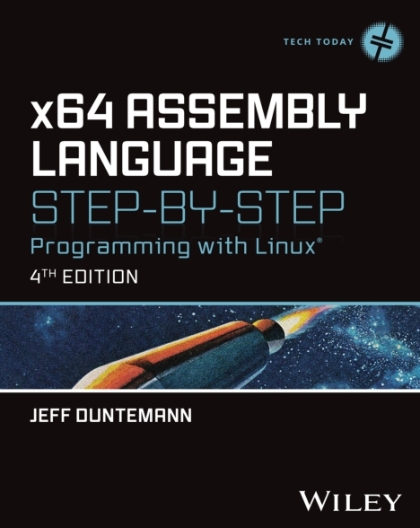 TECH TODAY
x64 ASSEMBLY
LANGUAGE
STEP-BY-STEP
Programming with Linux®
4TH EDITION
JEFF DUNTEMANN
WILEY